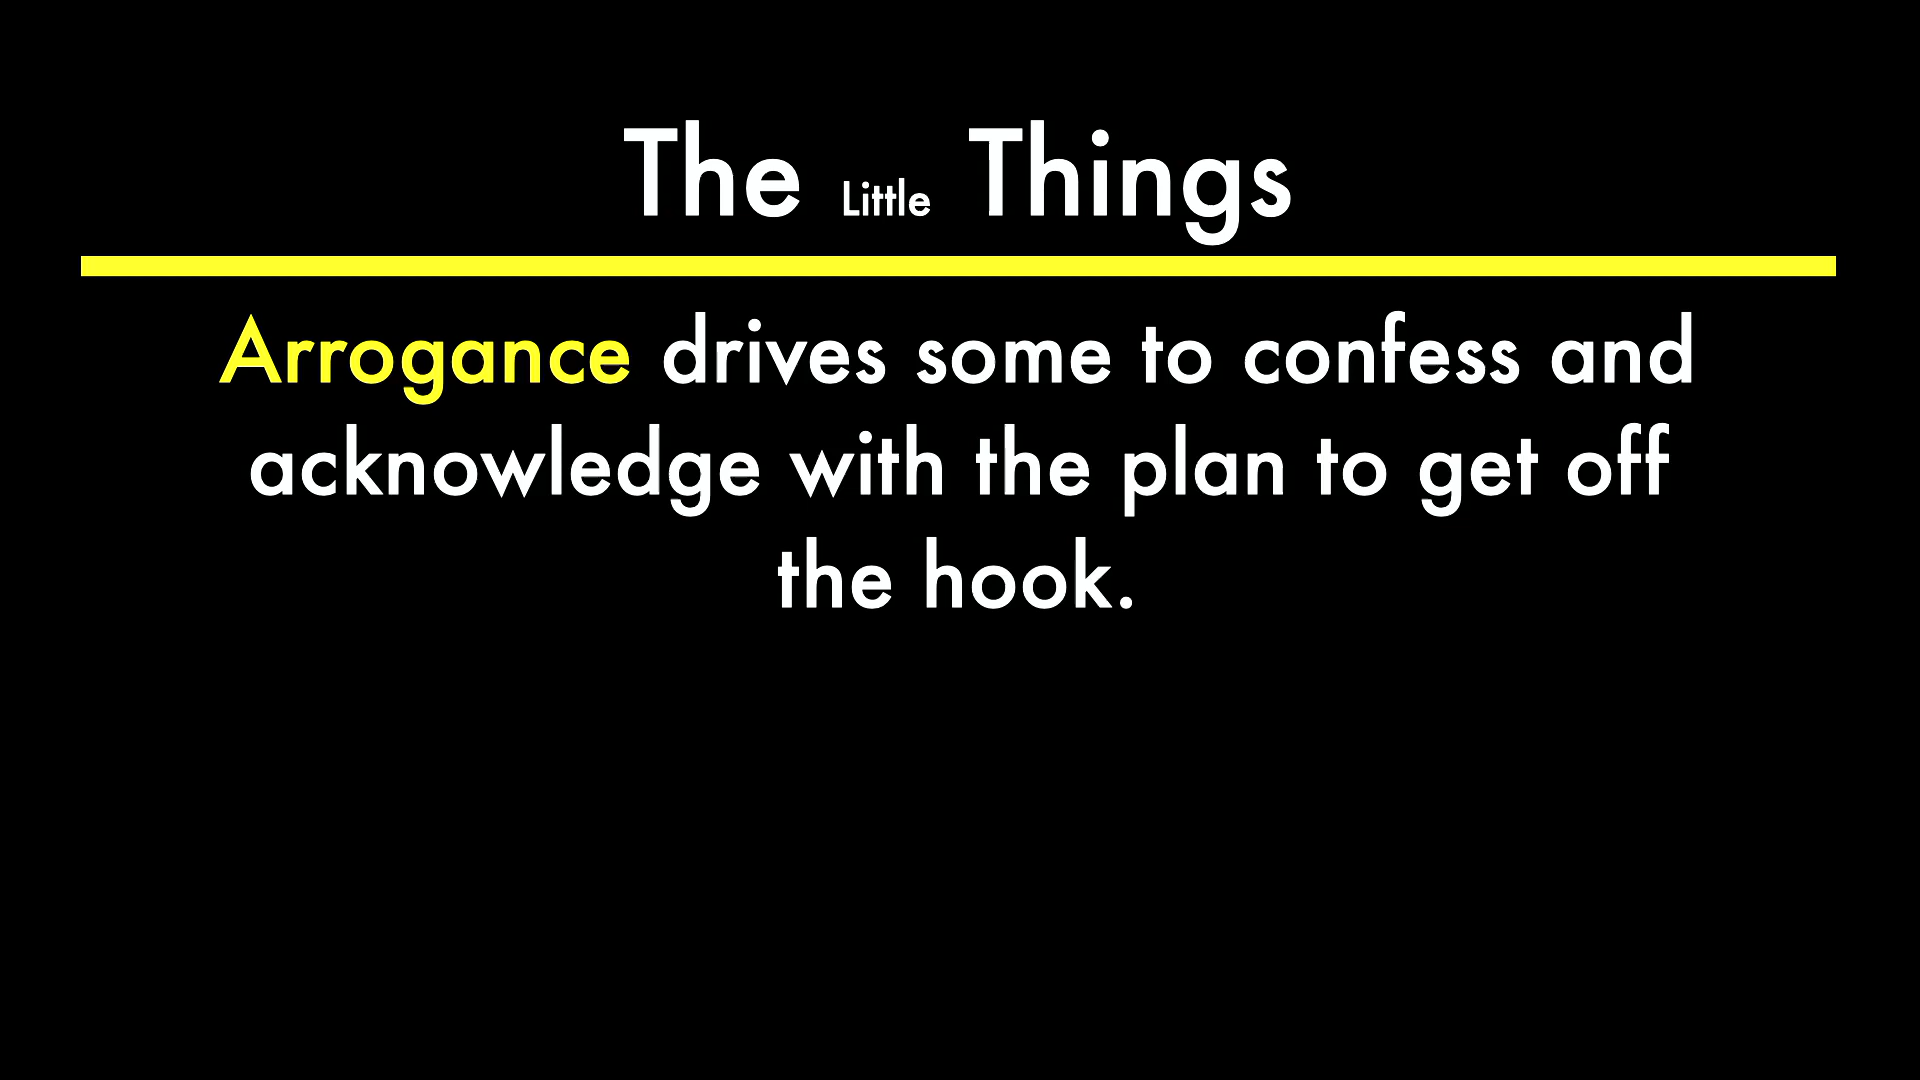 The Little Things
Arrogance drives some to confess and
acknowledge with the plan to get off
the hook.